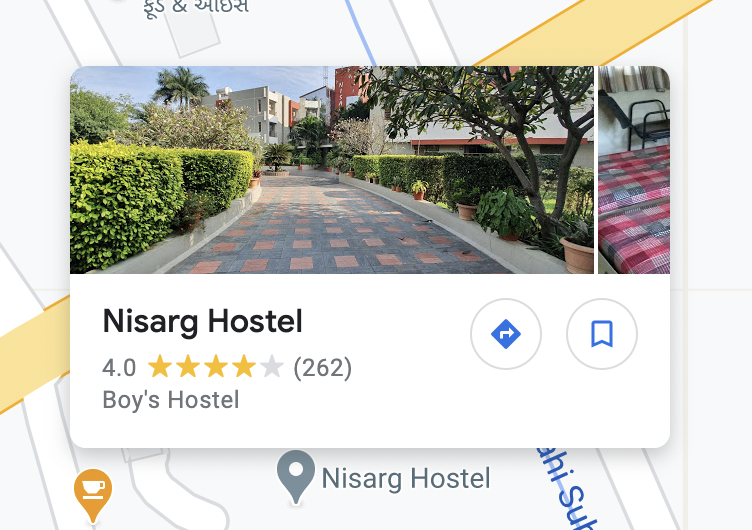 ફૂડ & આઇસ
Nisarg Hostel
4.0 (262)
Boy's Hostel
Nisarg Hostel